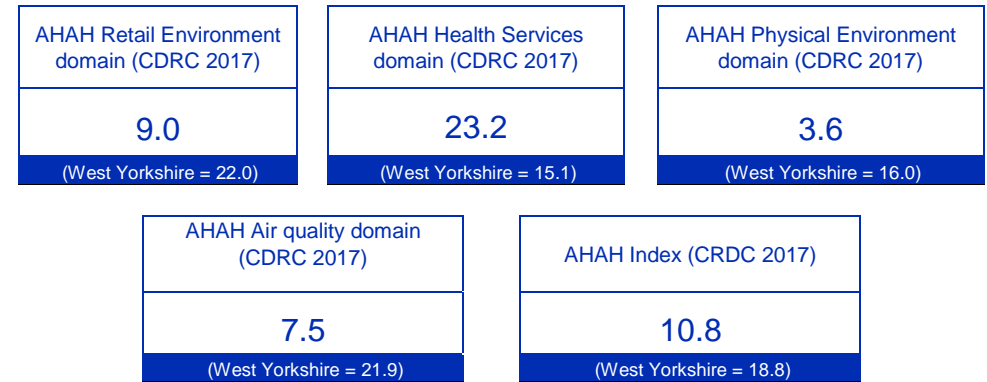 AHAH Retail Environment
domain (CDRC 2017)
9.0
(West Yorkshire = 22.0)
AHAH Health Services
domain (CDRC 2017)
23.2
(West Yorkshire = 15.1)
AHAH Physical Environment
domain (CDRC 2017)
3.6
(West Yorkshire = 16.0)
AHAH Air quality domain
(CDRC 2017)
7.5
(West Yorkshire = 21.9)
AHAH Index (CRDC 2017)
10.8
(West Yorkshire = 18.8)